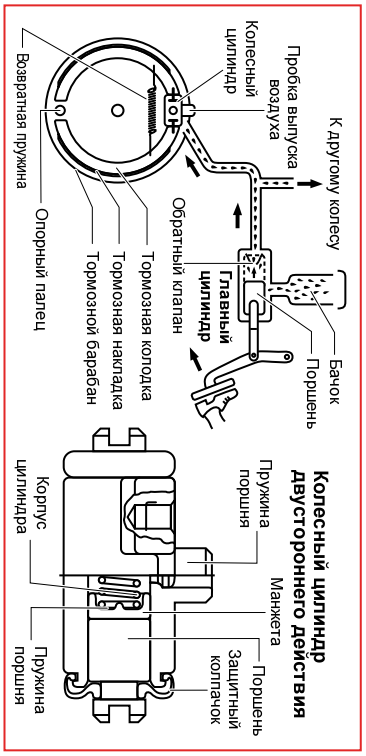 К другому колесу
Пробка выпуска
воздуха
Колесный
цилиндр
Возвратная пружина
Бачок
Поршень
Главный
цилиндр
Обратный клапан
Тормозная колодка
Тормозная накладка
Тормозной барабан
Опорный палец
Колесный цилиндр
двустороннего действия
Пружина
поршня
Манжета
Поршень
Защитный
колпачок
Корпус
цилиндра
Пружина
поршня